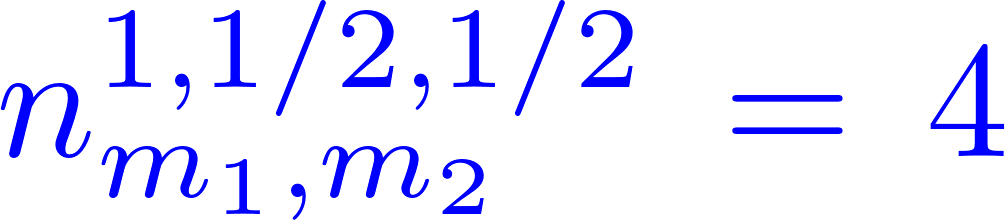 n^{1,1/2,1/2}_{m_1,m_2} = 4